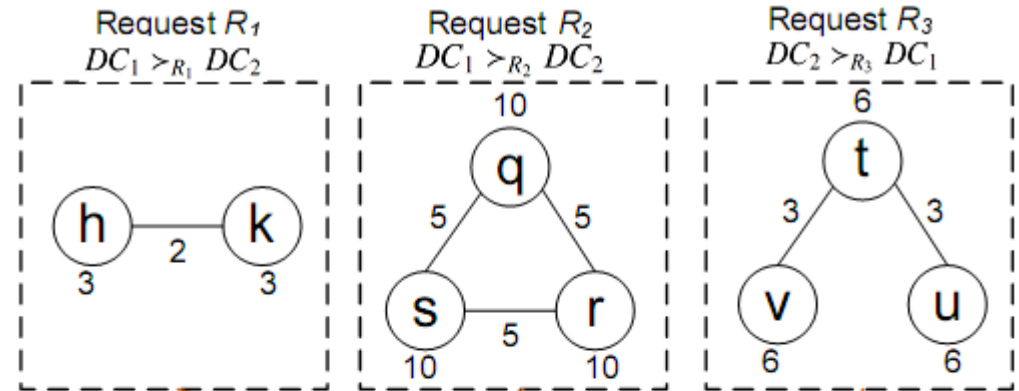 Request R₁ Request R₂ Request R₃
DC₁ ≻R₁ DC₂ DC₁ ≻R₂ DC₂ DC₂ ≻R₃ DC₁
10 6
q t
h k
5 5 3 3
2
3 3
s r v u
5
10 10 6 6